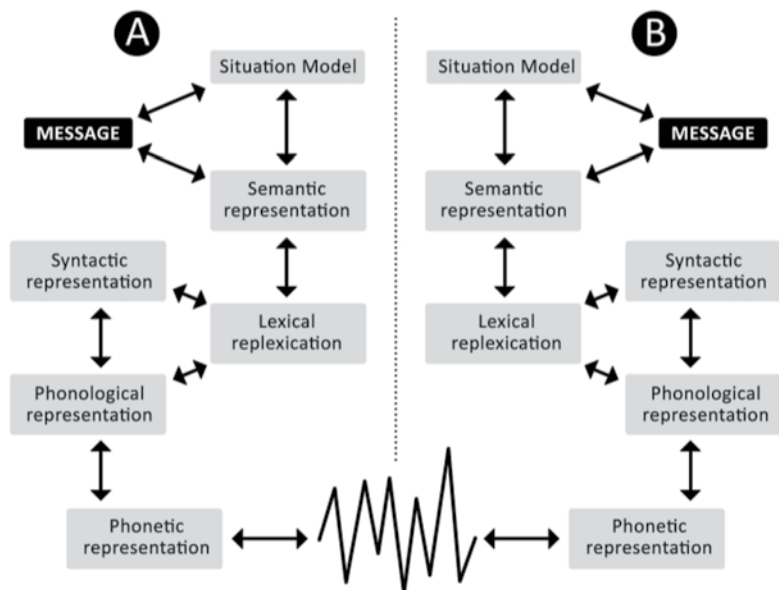 A
B
Situation Model
Situation Model
MESSAGE
MESSAGE
Semantic
representation
Semantic
representation
Syntactic
representation
Syntactic
representation
Lexical
replexication
Lexical
replexication
Phonological
representation
Phonological
representation
Phonetic
representation
Phonetic
representation